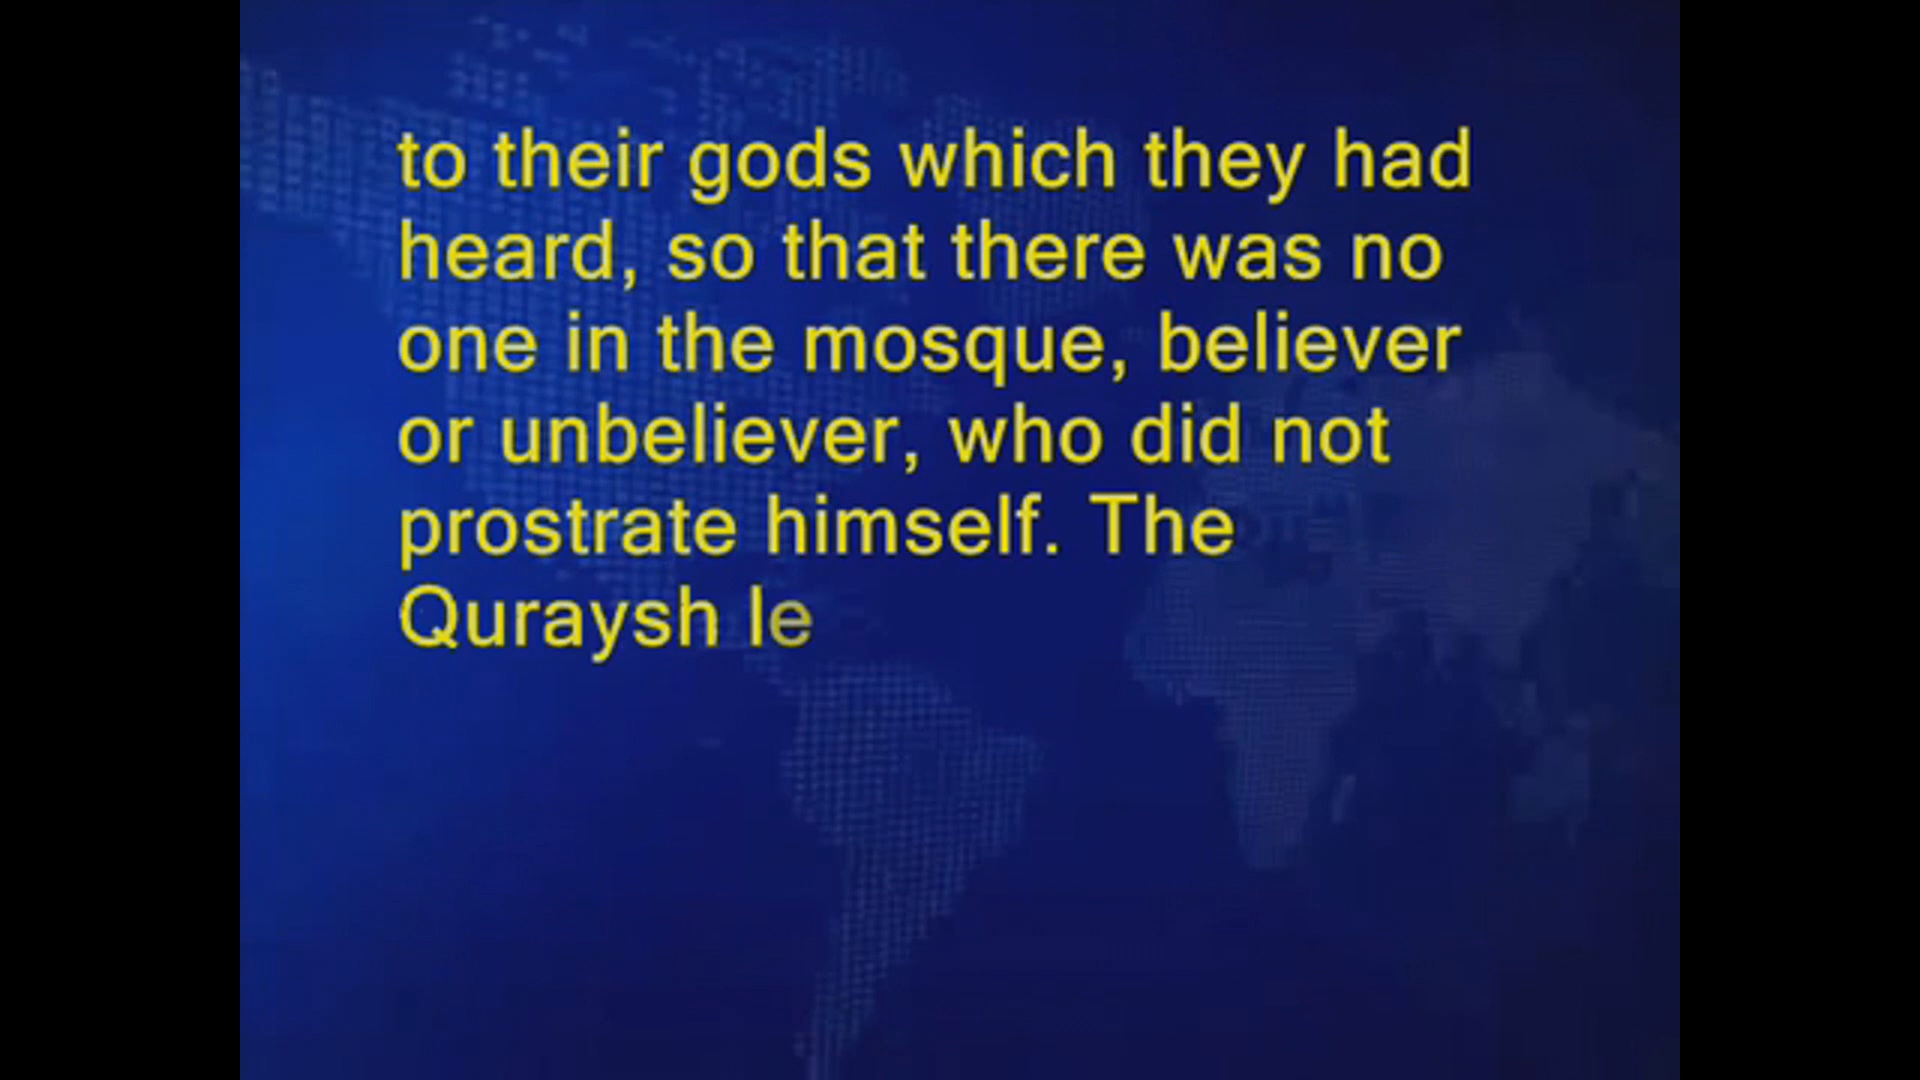 to their gods which they had
heard, so that there was no
one in the mosque, believer
or unbeliever, who did not
prostrate himself. The
Quraysh le